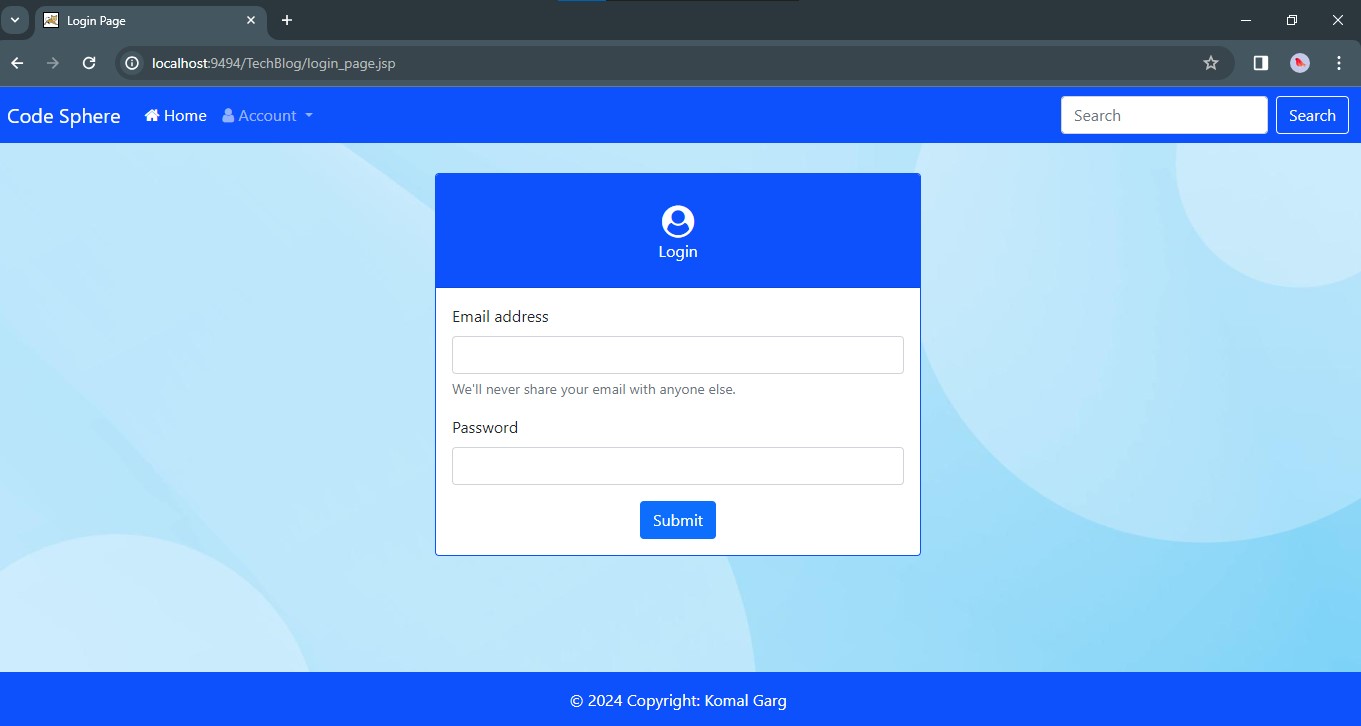 Login Page
localhost:9494/TechBlog/login_page.jsp
Code Sphere Home Account Search Search
Login
Email address
We'll never share your email with anyone else.
Password
Submit
© 2024 Copyright: Komal Garg